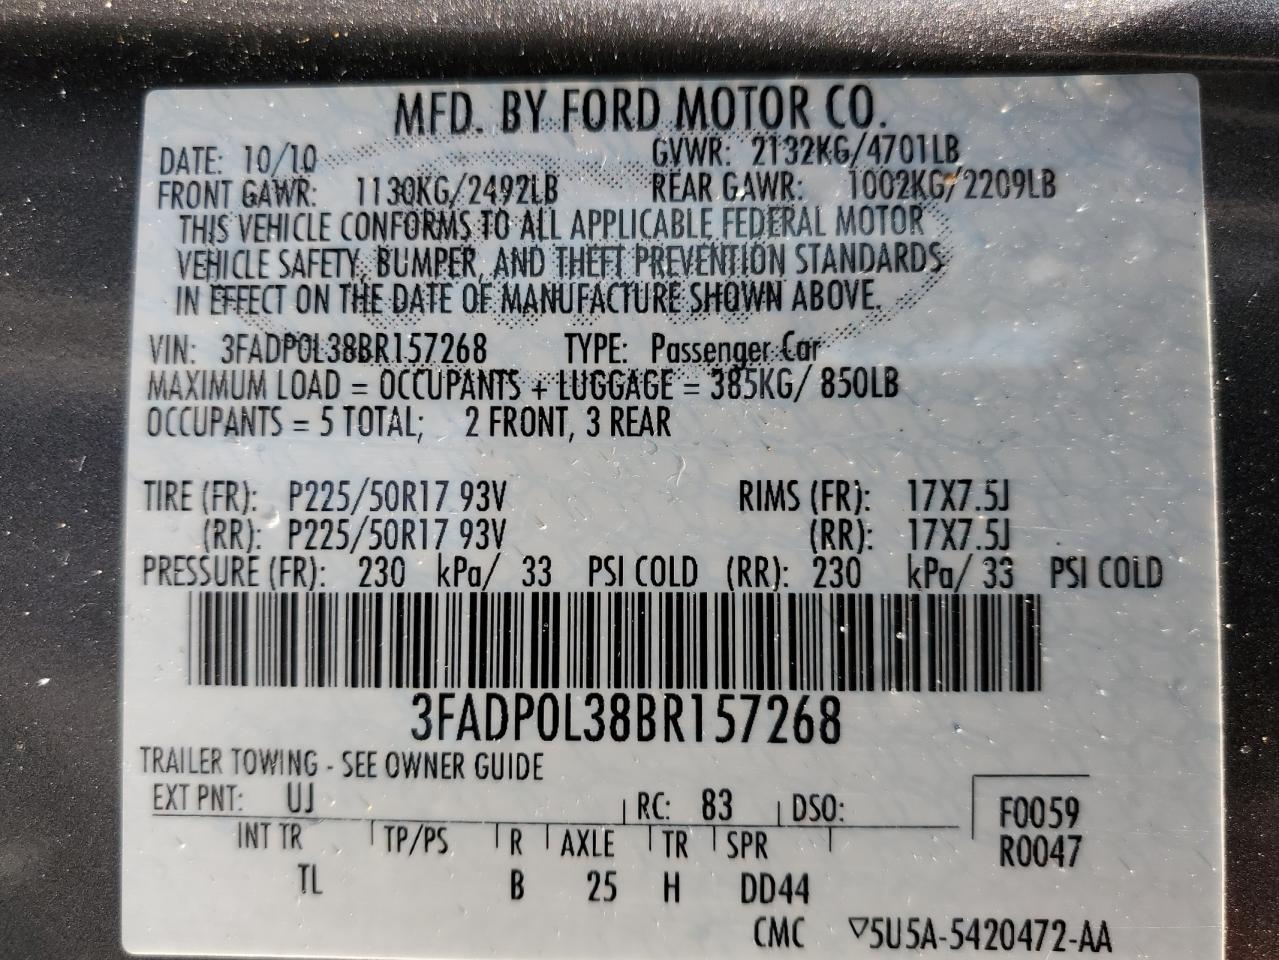 MFD. BY FORD MOTOR CO.
DATE: 10/10 GVWR: 2132KG/4701LB
FRONT GAWR: 1130KG/2492LB REAR GAWR: 1002KG/2209LB
THIS VEHICLE CONFORMS TO ALL APPLICABLE FEDERAL MOTOR
VEHICLE SAFETY, BUMPER, AND THEFT PREVENTION STANDARDS
IN EFFECT ON THE DATE OF MANUFACTURE SHOWN ABOVE.
VIN: 3FADP0L38BR157268 TYPE: Passenger Car
MAXIMUM LOAD = OCCUPANTS + LUGGAGE = 385KG/ 850LB
OCCUPANTS = 5 TOTAL; 2 FRONT, 3 REAR
TIRE (FR): P225/50R17 93V RIMS (FR): 17X7.5J
(RR): P225/50R17 93V (RR): 17X7.5J
PRESSURE (FR): 230 kPa/ 33 PSI COLD (RR): 230 kPa/ 33 PSI COLD
3FADP0L38BR157268
TRAILER TOWING - SEE OWNER GUIDE
EXT PNT: UJ RC: 83 DSO: F0059
INT TR TP/PS R AXLE TR SPR R0047
TL B 25 H DD44
CMC ▽5U5A-5420472-AA